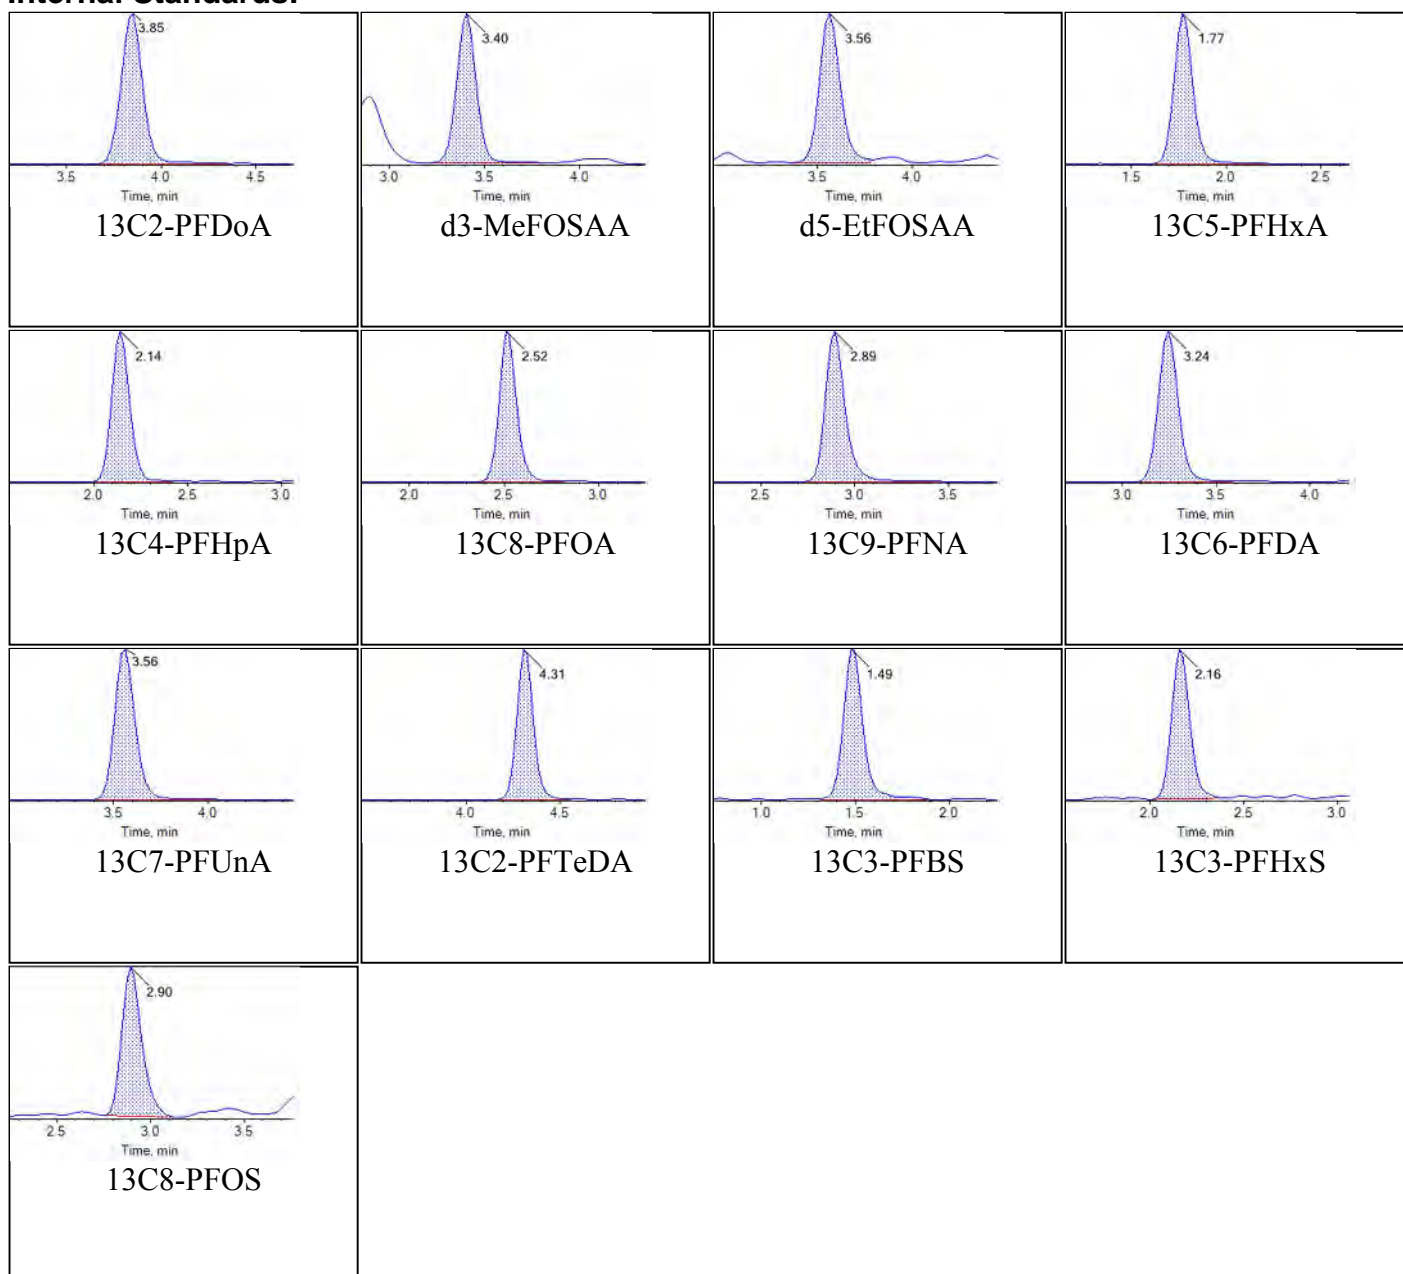 Internal Standards:
3.85
3.5 4.0 4.5
Time, min
13C2-PFDoA
3.40
3.0 3.5 4.0
Time, min
d3-MeFOSAA
3.56
3.5 4.0
Time, min
d5-EtFOSAA
1.77
1.5 2.0 2.5
Time, min
13C5-PFHxA
2.14
2.0 2.5 3.0
Time, min
13C4-PFHpA
2.52
2.0 2.5 3.0
Time, min
13C8-PFOA
2.89
2.5 3.0 3.5
Time, min
13C9-PFNA
3.24
3.0 3.5 4.0
Time, min
13C6-PFDA
3.56
3.5 4.0
Time, min
13C7-PFUnA
4.31
4.0 4.5
Time, min
13C2-PFTeDA
1.49
1.0 1.5 2.0
Time, min
13C3-PFBS
2.16
2.0 2.5 3.0
Time, min
13C3-PFHxS
2.90
2.5 3.0 3.5
Time, min
13C8-PFOS